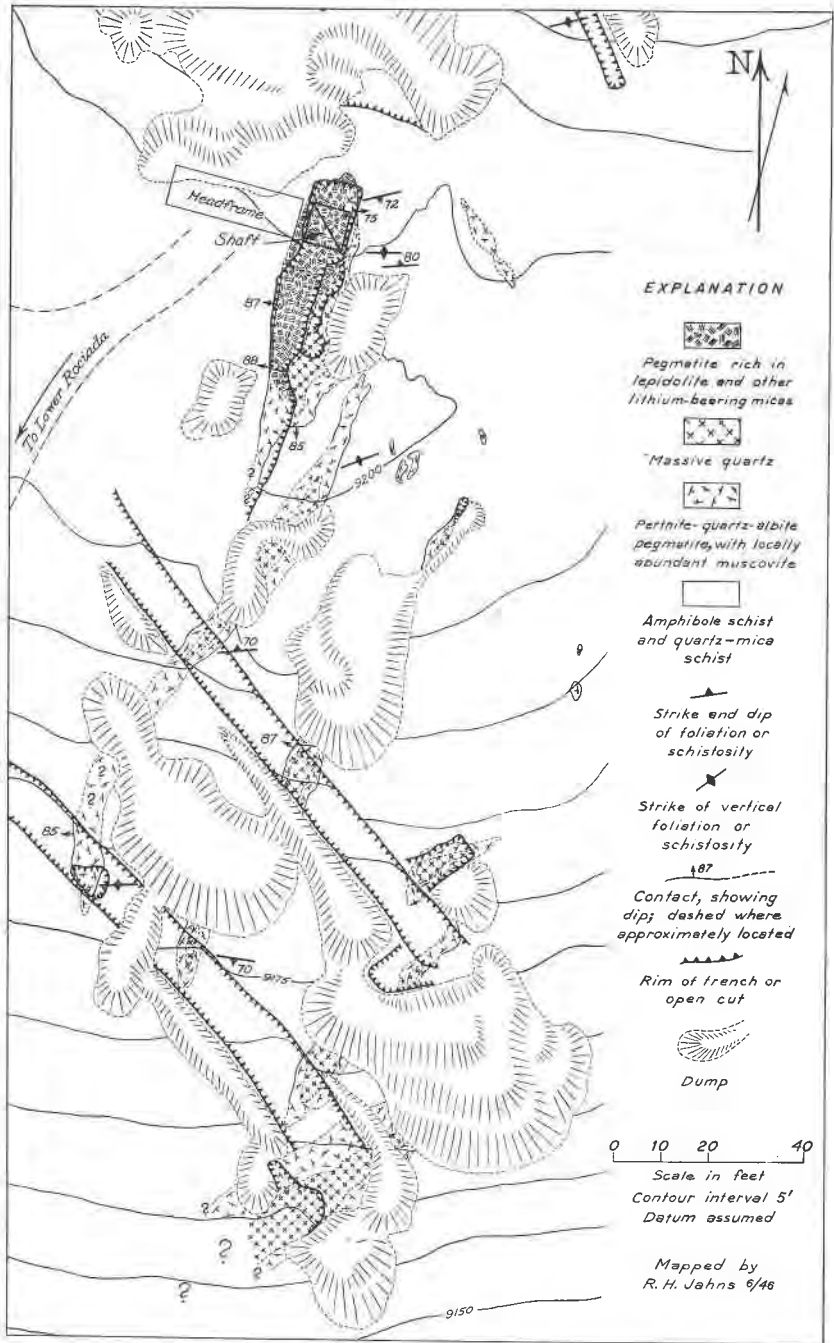 N
Headframe
Shaft
72
75
80
87
88
85
To Lower Rociada
?
?
9200
70
87
?
?
85
70
9175
?
?
?
?
9150
EXPLANATION
Pegmatite rich in
lepidolite and other
lithium-bearing micas
Massive quartz
Perthite-quartz-albite
pegmatite, with locally
abundant muscovite
Amphibole schist
and quartz-mica
schist
Strike and dip
of foliation or
schistosity
Strike of vertical
foliation or
schistosity
87
Contact, showing
dip; dashed where
approximately located
Rim of trench or
open cut
Dump
0 10 20 40
Scale in feet
Contour interval 5'
Datum assumed
Mapped by
R. H. Jahns 6/46